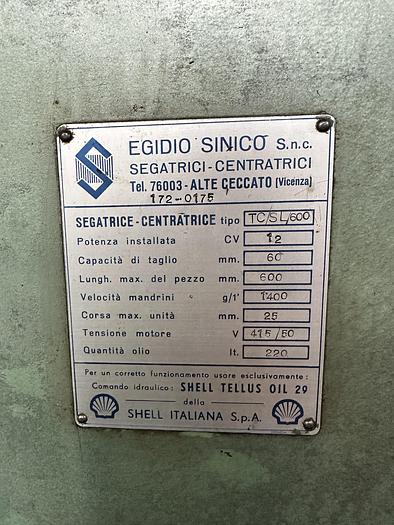 EGIDIO SINICO S.n.c.
SEGATRICI-CENTRATRICI
Tel. 76003 - ALTE CECCATO (Vicenza)
172-0175
SEGATRICE - CENTRATRICE tipo TC/SL/600
Potenza installata CV 12
Capacità di taglio mm. 60
Lungh. max. del pezzo mm. 600
Velocità mandrini g/1' 1400
Corsa max. unità mm. 25
Tensione motore V 415/50
Quantità olio lt. 220
Per un corretto funzionamento usare esclusivamente:
Comando idraulico: SHELL TELLUS OIL 29
della
SHELL ITALIANA S.p.A.